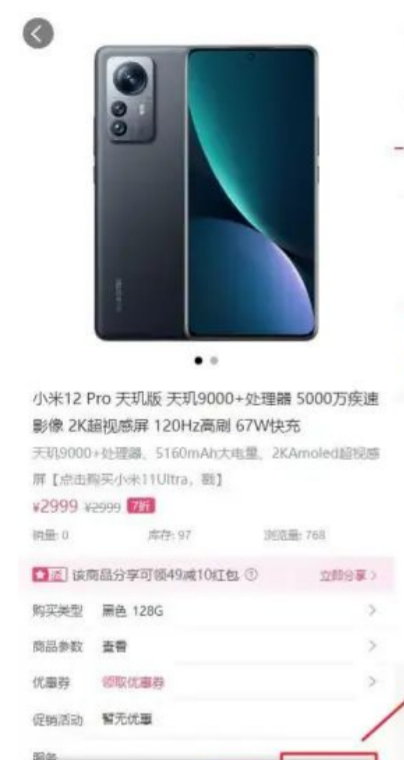 小米12 Pro 天玑版 天玑9000+处理器 5000万疾速
影像 2K超视感屏 120Hz高刷 67W快充
天玑9000+处理器、5160mAh大电量、2KAmoled超视感
屏【点击购买小米11Ultra，戳】
¥2999 ¥2999 7折
销量: 0 库存: 97 浏览量: 768
该商品分享可领49减10红包 立即分享
购买类型 黑色 128G
商品参数 查看
优惠券 领取优惠券
促销活动 暂无优惠
服务